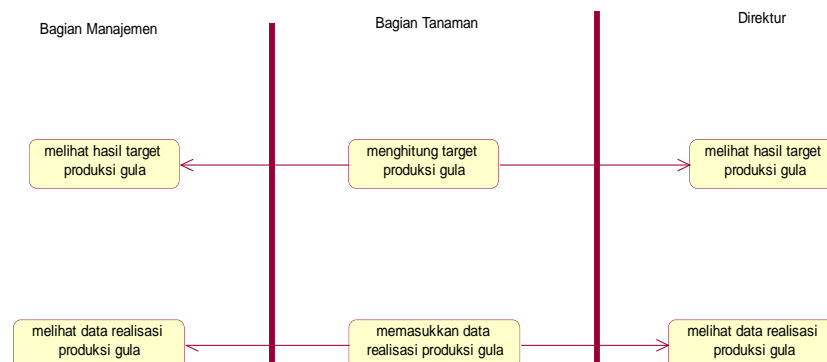 Bagian Manajemen
Bagian Tanaman
Direktur
melihat hasil target
produksi gula
menghitung target
produksi gula
melihat hasil target
produksi gula
melihat data realisasi
produksi gula
memasukkan data
realisasi produksi gula
melihat data realisasi
produksi gula